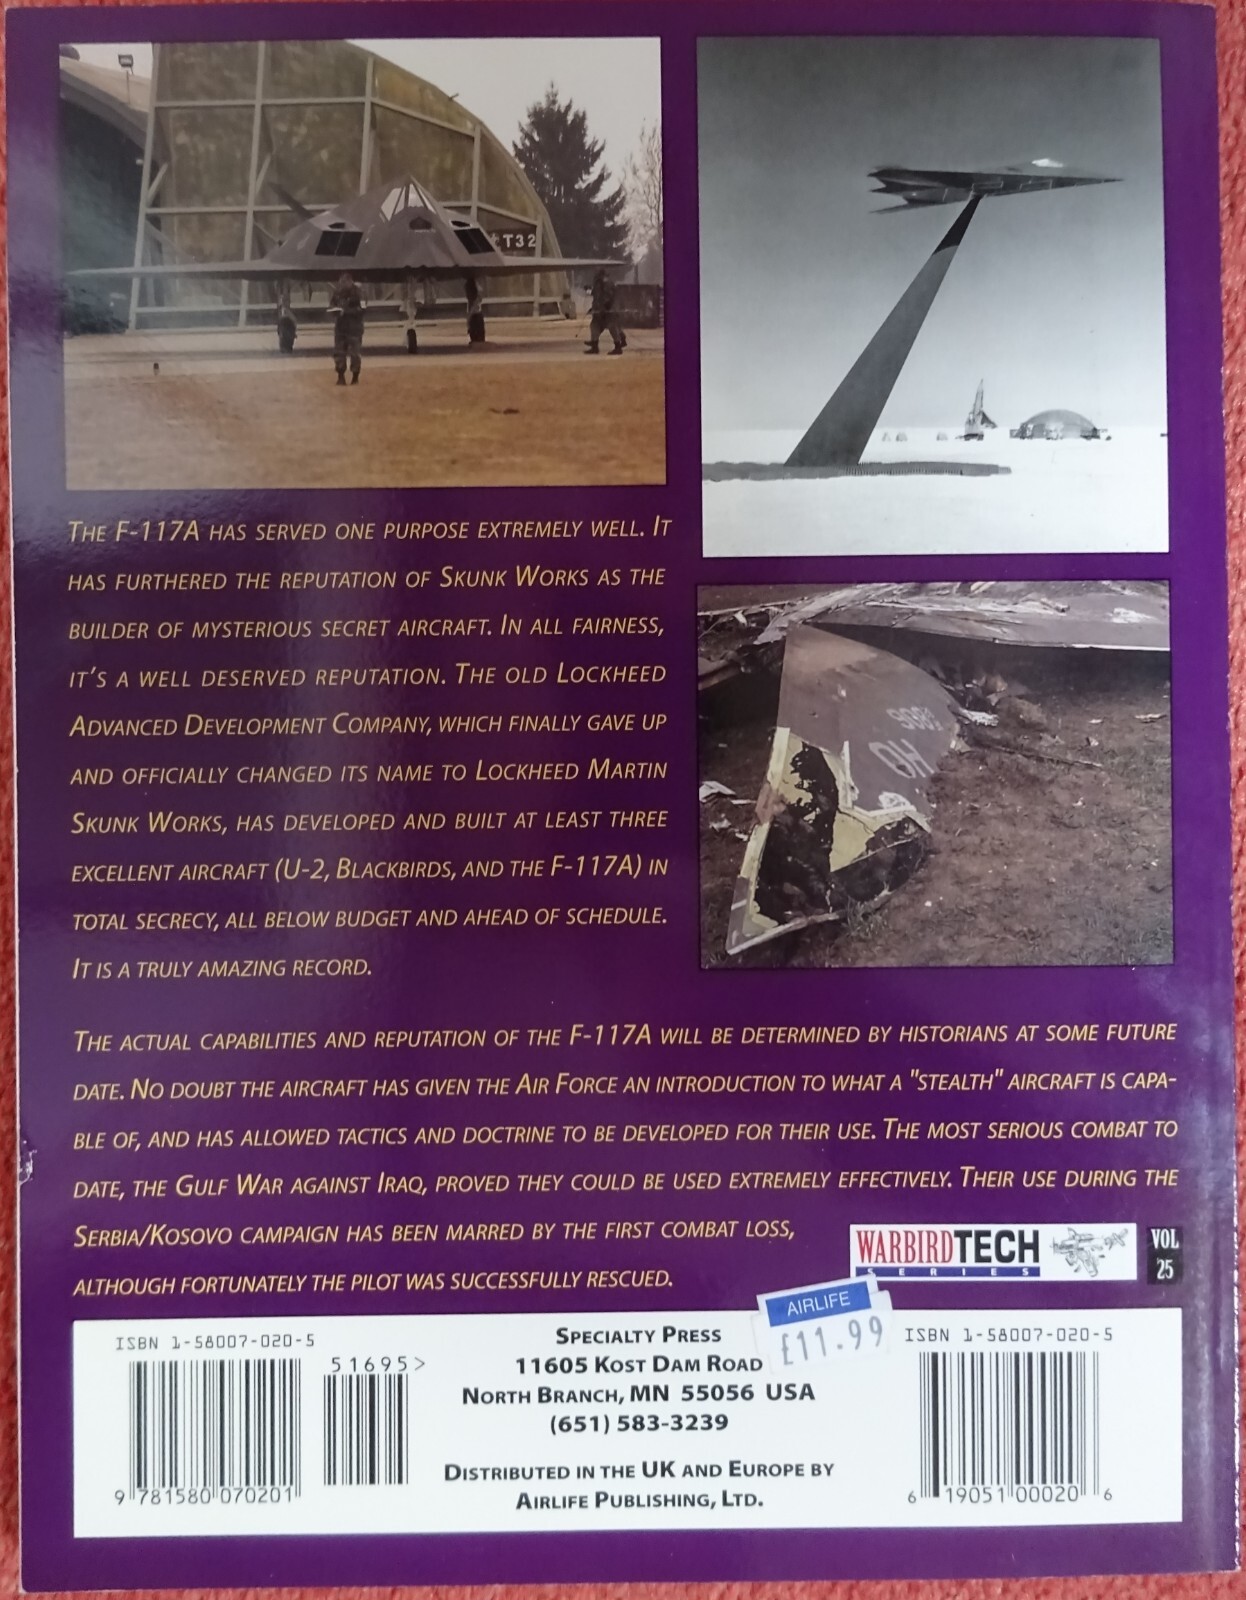 T32
THE F-117A HAS SERVED ONE PURPOSE EXTREMELY WELL. IT
HAS FURTHERED THE REPUTATION OF SKUNK WORKS AS THE
BUILDER OF MYSTERIOUS SECRET AIRCRAFT. IN ALL FAIRNESS,
IT'S A WELL DESERVED REPUTATION. THE OLD LOCKHEED
ADVANCED DEVELOPMENT COMPANY, WHICH FINALLY GAVE UP
AND OFFICIALLY CHANGED ITS NAME TO LOCKHEED MARTIN
SKUNK WORKS, HAS DEVELOPED AND BUILT AT LEAST THREE
EXCELLENT AIRCRAFT (U-2, BLACKBIRDS, AND THE F-117A) IN
TOTAL SECRECY, ALL BELOW BUDGET AND AHEAD OF SCHEDULE.
IT IS A TRULY AMAZING RECORD.
HO
THE ACTUAL CAPABILITIES AND REPUTATION OF THE F-117A WILL BE DETERMINED BY HISTORIANS AT SOME FUTURE
DATE. NO DOUBT THE AIRCRAFT HAS GIVEN THE AIR FORCE AN INTRODUCTION TO WHAT A "STEALTH" AIRCRAFT IS CAPA-
BLE OF, AND HAS ALLOWED TACTICS AND DOCTRINE TO BE DEVELOPED FOR THEIR USE. THE MOST SERIOUS COMBAT TO
DATE, THE GULF WAR AGAINST IRAQ, PROVED THEY COULD BE USED EXTREMELY EFFECTIVELY. THEIR USE DURING THE
SERBIA/KOSOVO CAMPAIGN HAS BEEN MARRED BY THE FIRST COMBAT LOSS,
ALTHOUGH FORTUNATELY THE PILOT WAS SUCCESSFULLY RESCUED.
WARBIRDTECH
SERIES
VOL
25
AIRLIFE
£11.99
ISBN 1-58007-020-5
51695>
9 781580 070201
SPECIALTY PRESS
11605 KOST DAM ROAD
NORTH BRANCH, MN 55056 USA
(651) 583-3239
DISTRIBUTED IN THE UK AND EUROPE BY
AIRLIFE PUBLISHING, LTD.
ISBN 1-58007-020-5
6 19051 00020 6